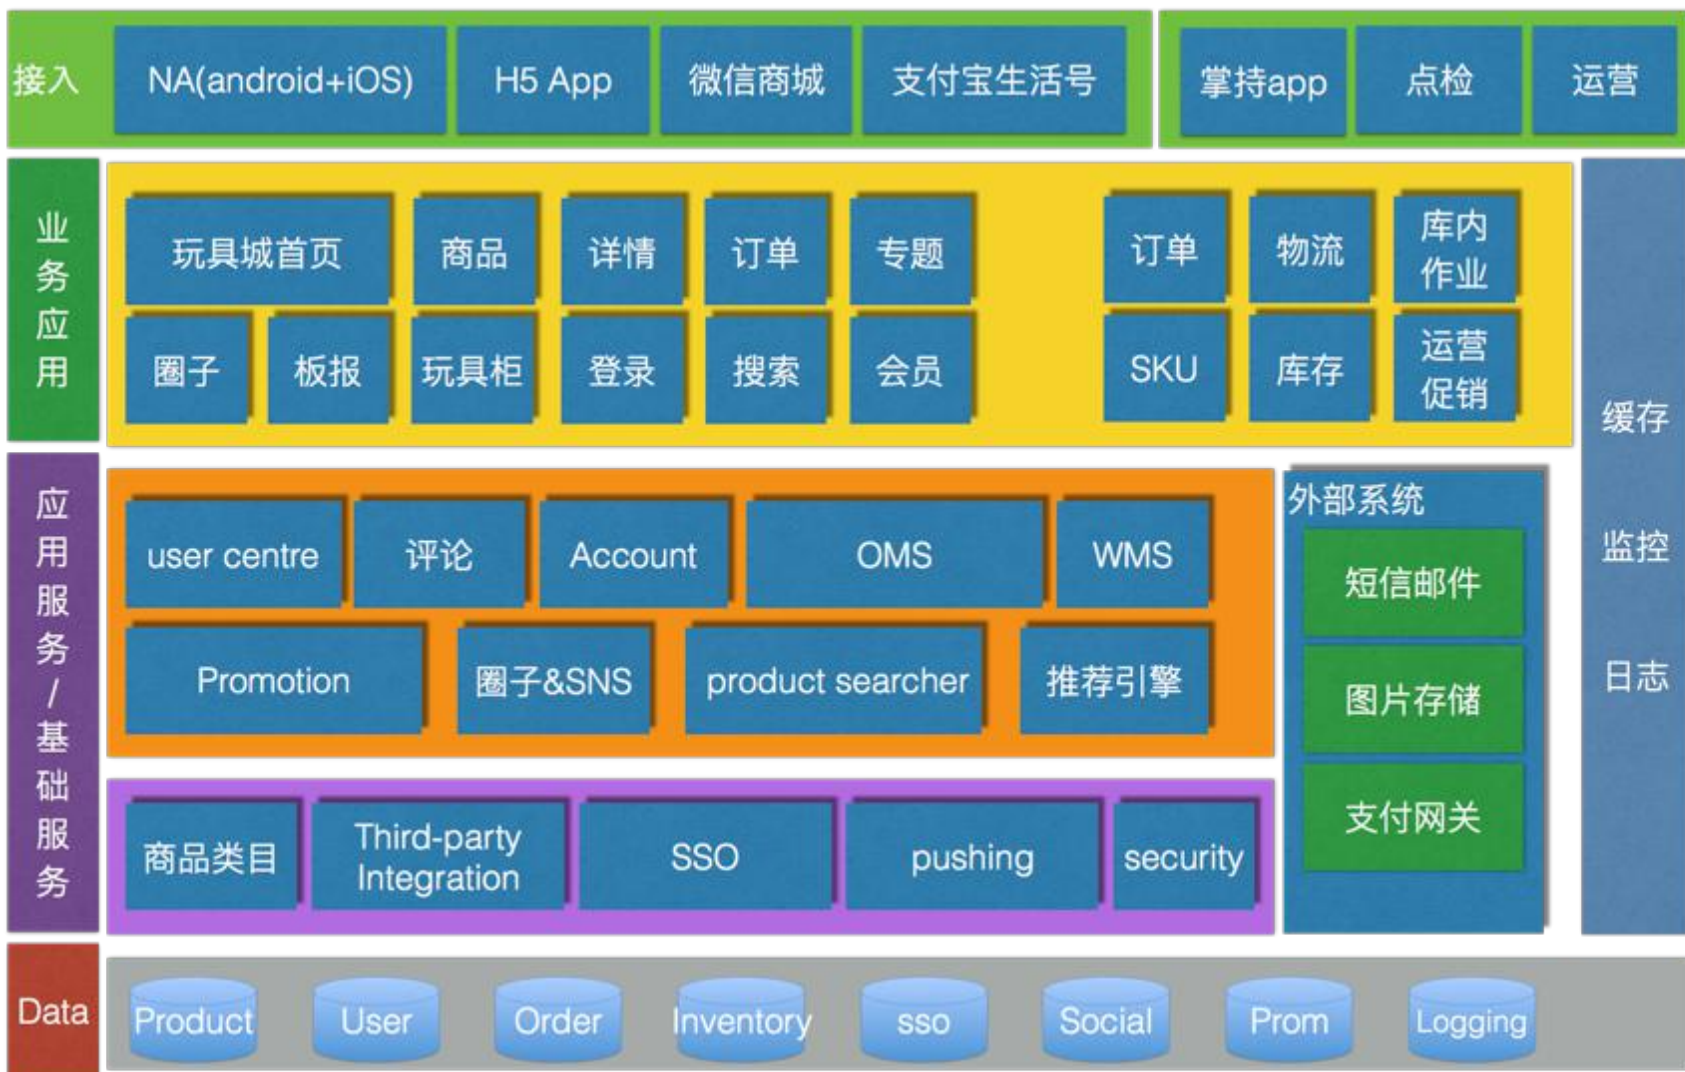 接入
NA(android+iOS)
H5 App
微信商城
支付宝生活号
掌持app
点检
运营
业务应用
玩具城首页
商品
详情
订单
专题
订单
物流
库内
作业
圈子
板报
玩具柜
登录
搜索
会员
SKU
库存
运营
促销
缓存
监控
日志
应用服务/基础服务
user centre
评论
Account
OMS
WMS
Promotion
圈子&SNS
product searcher
推荐引擎
外部系统
短信邮件
图片存储
支付网关
商品类目
Third-party
Integration
SSO
pushing
security
Data
Product
User
Order
Inventory
sso
Social
Prom
Logging